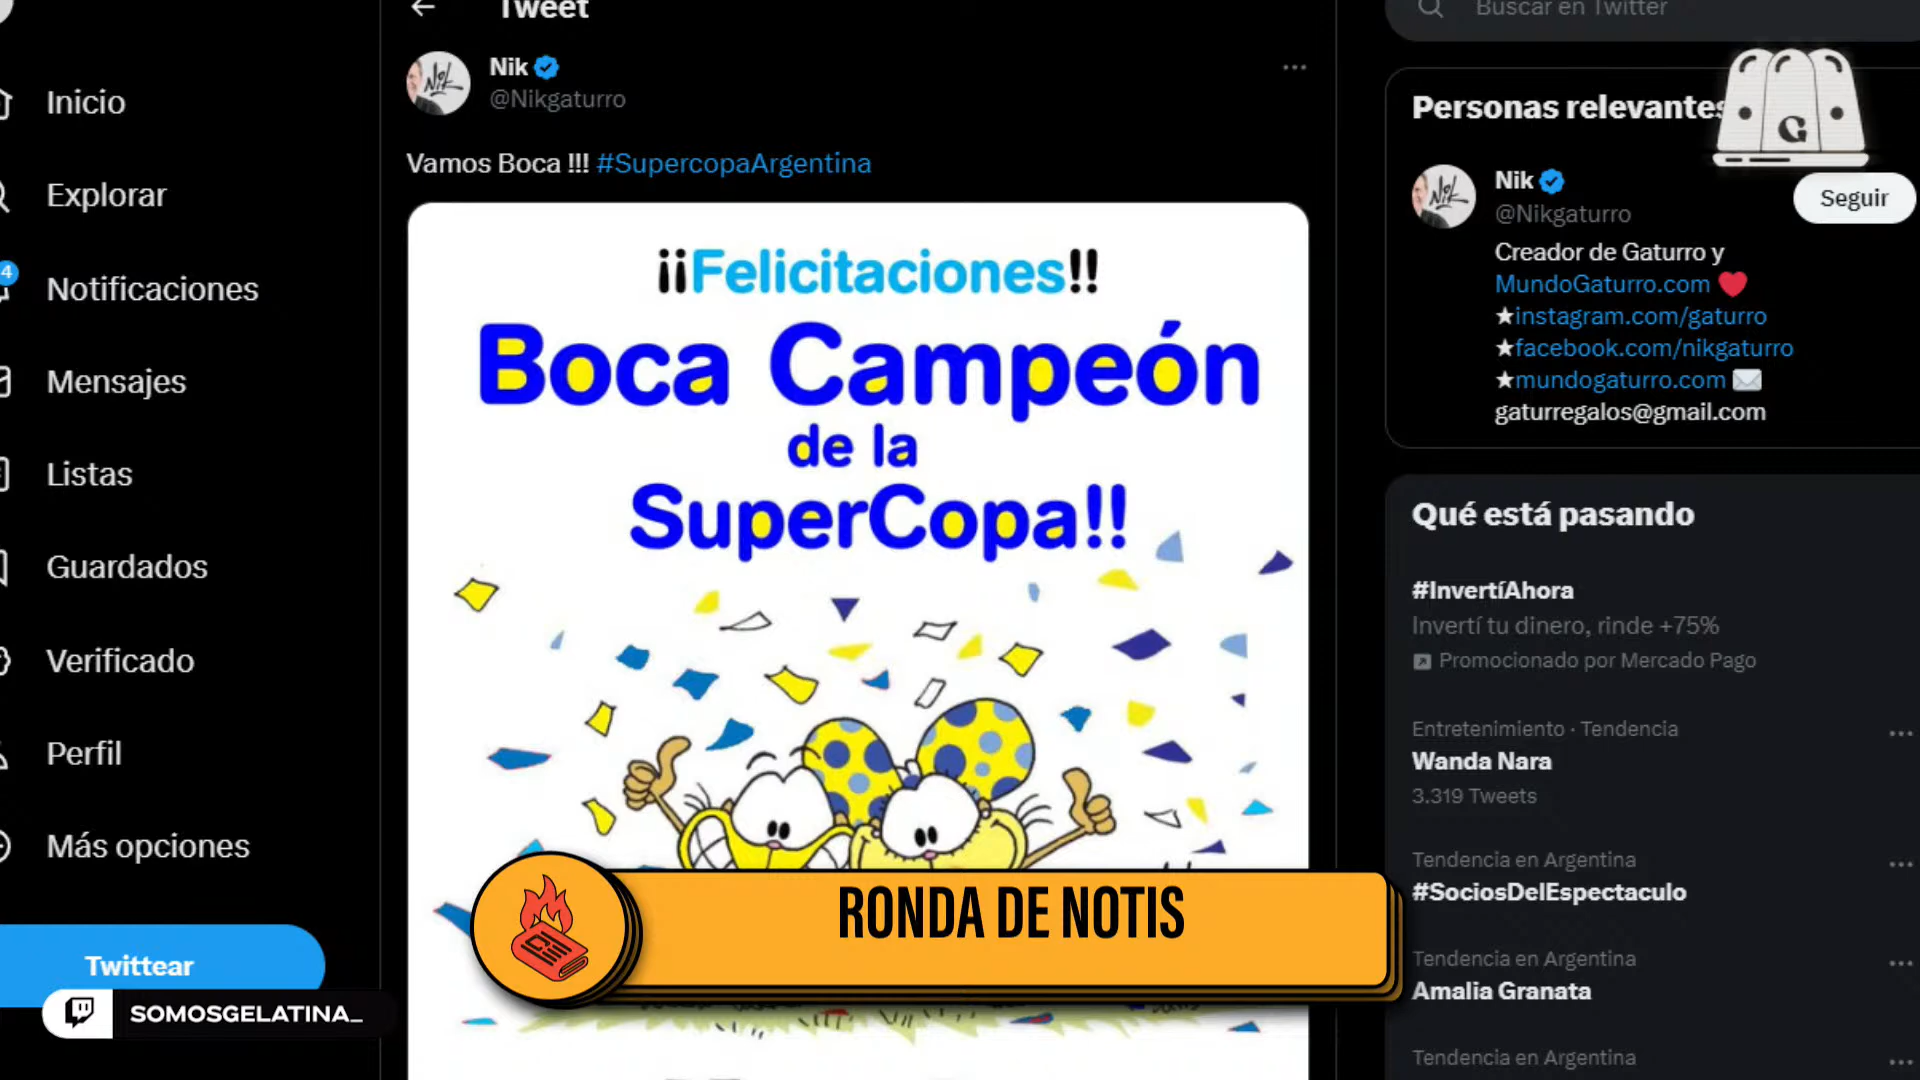 Tweet
Buscar en Twitter
Inicio
Explorar
4
Notificaciones
Mensajes
Listas
Guardados
Verificado
Perfil
Más opciones
Twittear
SOMOSGELATINA_
Nik
@Nikgaturro
Vamos Boca !!! #SupercopaArgentina
¡¡Felicitaciones!!
Boca Campeón
de la
SuperCopa!!
RONDA DE NOTIS
Personas relevantes
G
Nik
@Nikgaturro
Seguir
Creador de Gaturro y
MundoGaturro.com ❤️
★instagram.com/gaturro
★facebook.com/nikgaturro
★mundogaturro.com ✉️
gaturregalos@gmail.com
Qué está pasando
#InvertíAhora
Invertí tu dinero, rinde +75%
Promocionado por Mercado Pago
Entretenimiento · Tendencia
Wanda Nara
3.319 Tweets
Tendencia en Argentina
#SociosDelEspectaculo
Tendencia en Argentina
Amalia Granata
Tendencia en Argentina